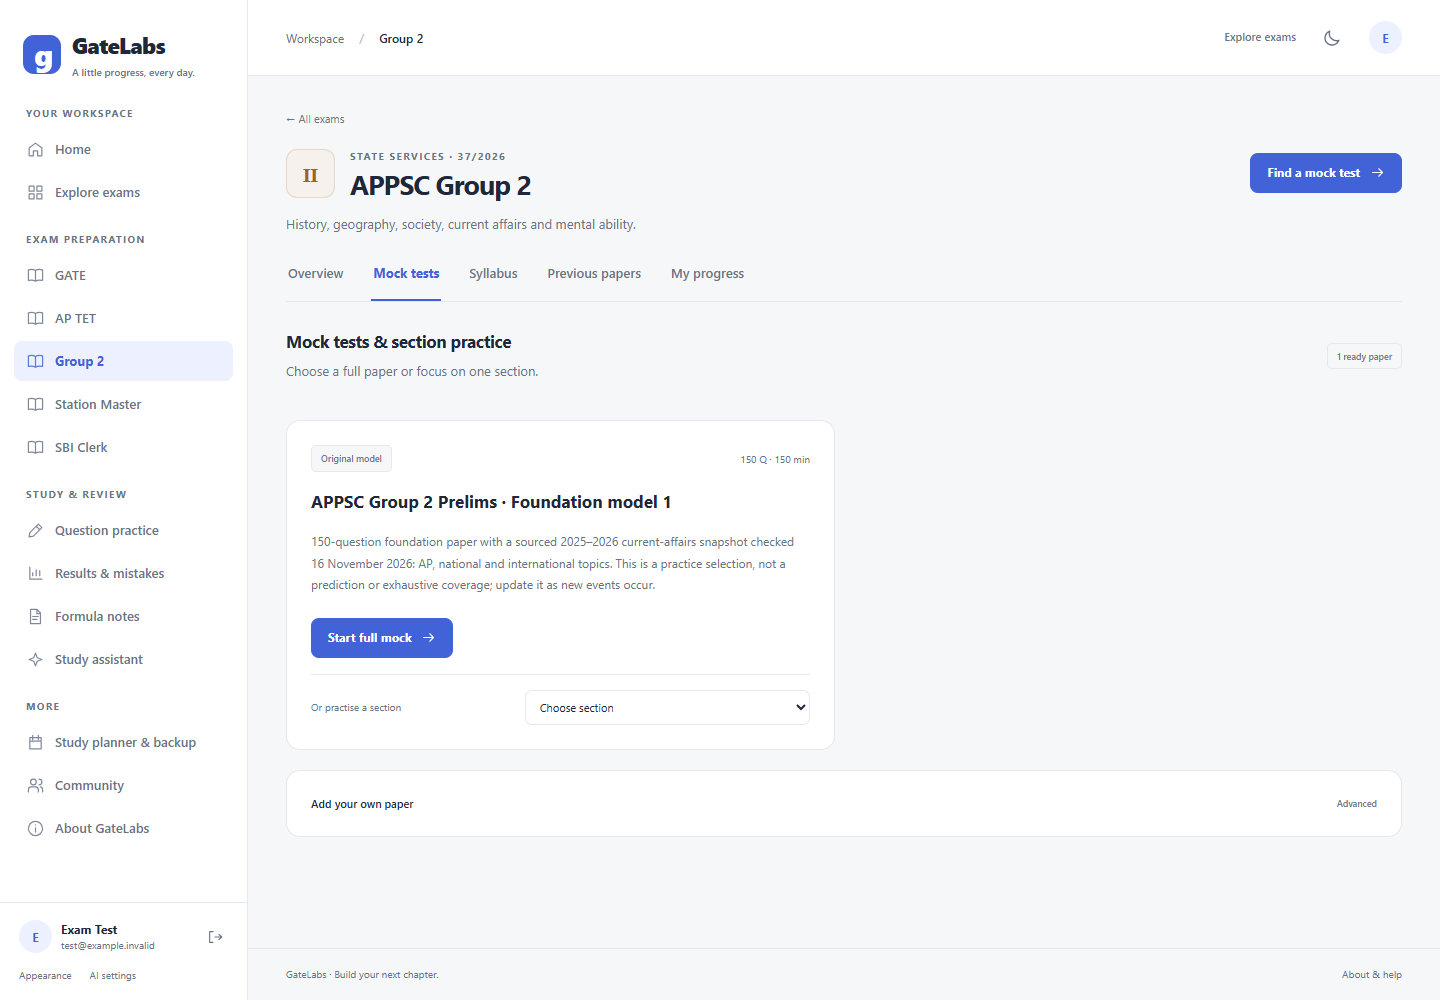 g
GateLabs
A little progress, every day.
YOUR WORKSPACE
Home
Explore exams
EXAM PREPARATION
GATE
AP TET
Group 2
Station Master
SBI Clerk
STUDY & REVIEW
Question practice
Results & mistakes
Formula notes
Study assistant
MORE
Study planner & backup
Community
About GateLabs
E
Exam Test
test@example.invalid
Appearance AI settings
Workspace / Group 2
Explore exams
E
← All exams
II
STATE SERVICES · 37/2026
APPSC Group 2
Find a mock test →
History, geography, society, current affairs and mental ability.
Overview Mock tests Syllabus Previous papers My progress
Mock tests & section practice
Choose a full paper or focus on one section.
1 ready paper
Original model
150 Q · 150 min
APPSC Group 2 Prelims · Foundation model 1
150-question foundation paper with a sourced 2025–2026 current-affairs snapshot checked
16 November 2026: AP, national and international topics. This is a practice selection, not a
prediction or exhaustive coverage; update it as new events occur.
Start full mock →
Or practise a section
Choose section
Add your own paper
Advanced
GateLabs · Build your next chapter.
About & help